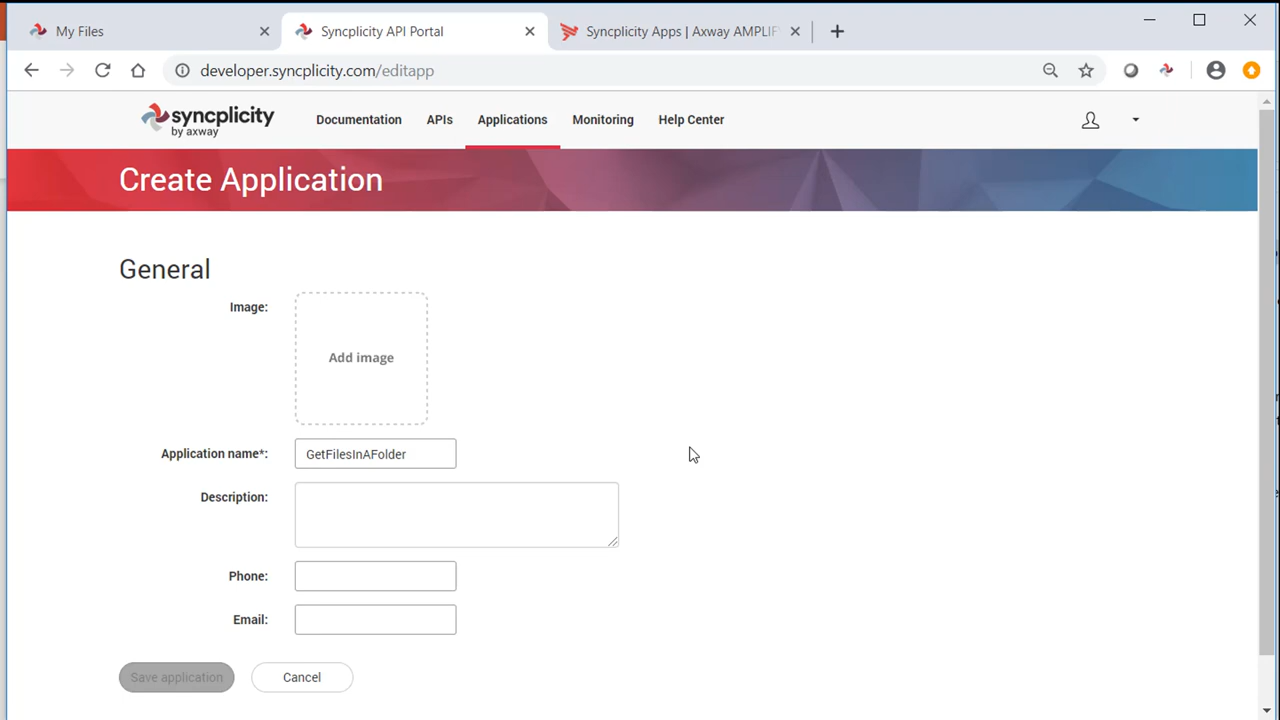 My Files
Syncplicity API Portal
Syncplicity Apps | Axway AMPLIF
developer.syncplicity.com/editapp
syncplicity
by axway
Documentation
APIs
Applications
Monitoring
Help Center
Create Application
General
Image:
Add image
Application name*:
GetFilesInAFolder
Description:
Phone:
Email:
Save application
Cancel